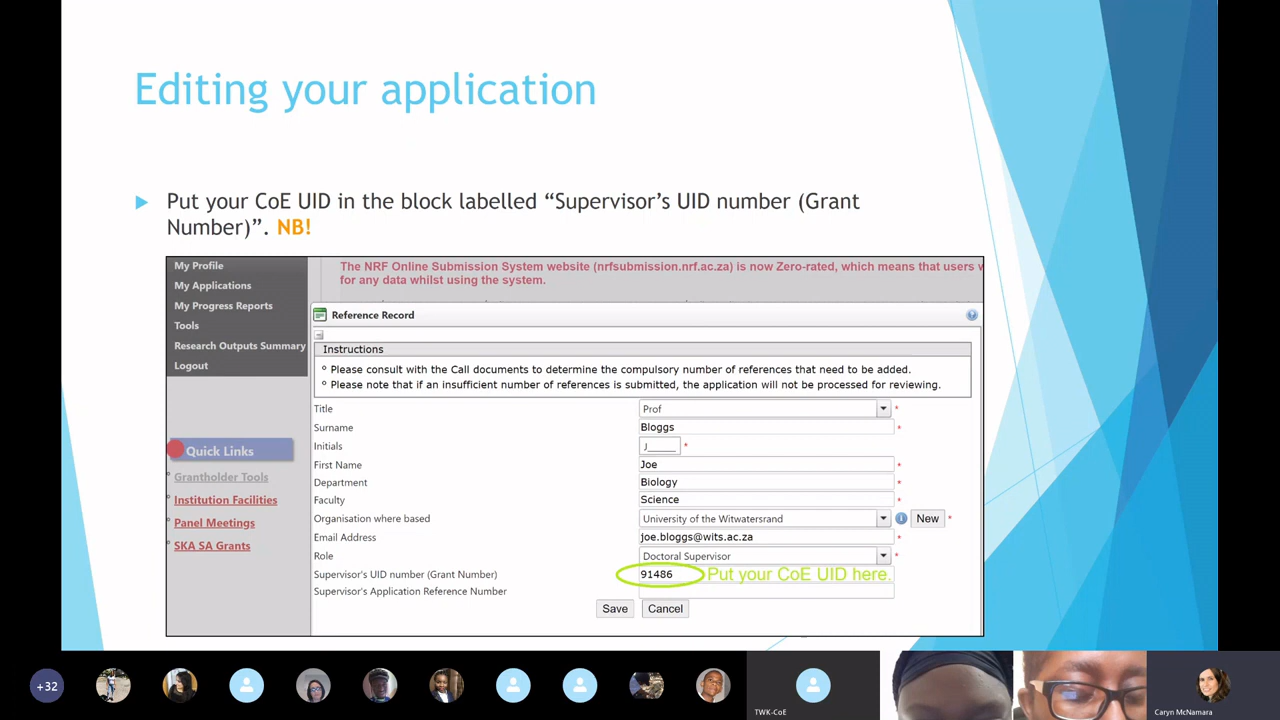 Editing your application
Put your CoE UID in the block labelled “Supervisor’s UID number (Grant
Number)”. NB!
My Profile
My Applications
My Progress Reports
Tools
Research Outputs Summary
Logout
Quick Links
Grantholder Tools
Institution Facilities
Panel Meetings
SKA SA Grants
The NRF Online Submission System website (nrfsubmission.nrf.ac.za) is now Zero-rated, which means that users
for any data whilst using the system.
Reference Record
Instructions
Please consult with the Call documents to determine the compulsory number of references that need to be added.
Please note that if an insufficient number of references is submitted, the application will not be processed for reviewing.
Title Prof *
Surname Bloggs *
Initials J_____ *
First Name Joe *
Department Biology *
Faculty Science *
Organisation where based University of the Witwatersrand New *
Email Address joe.bloggs@wits.ac.za *
Role Doctoral Supervisor *
Supervisor's UID number (Grant Number) 91486 Put your CoE UID here.
Supervisor's Application Reference Number
Save Cancel
+32
TWK-CoE
Caryn McNamara